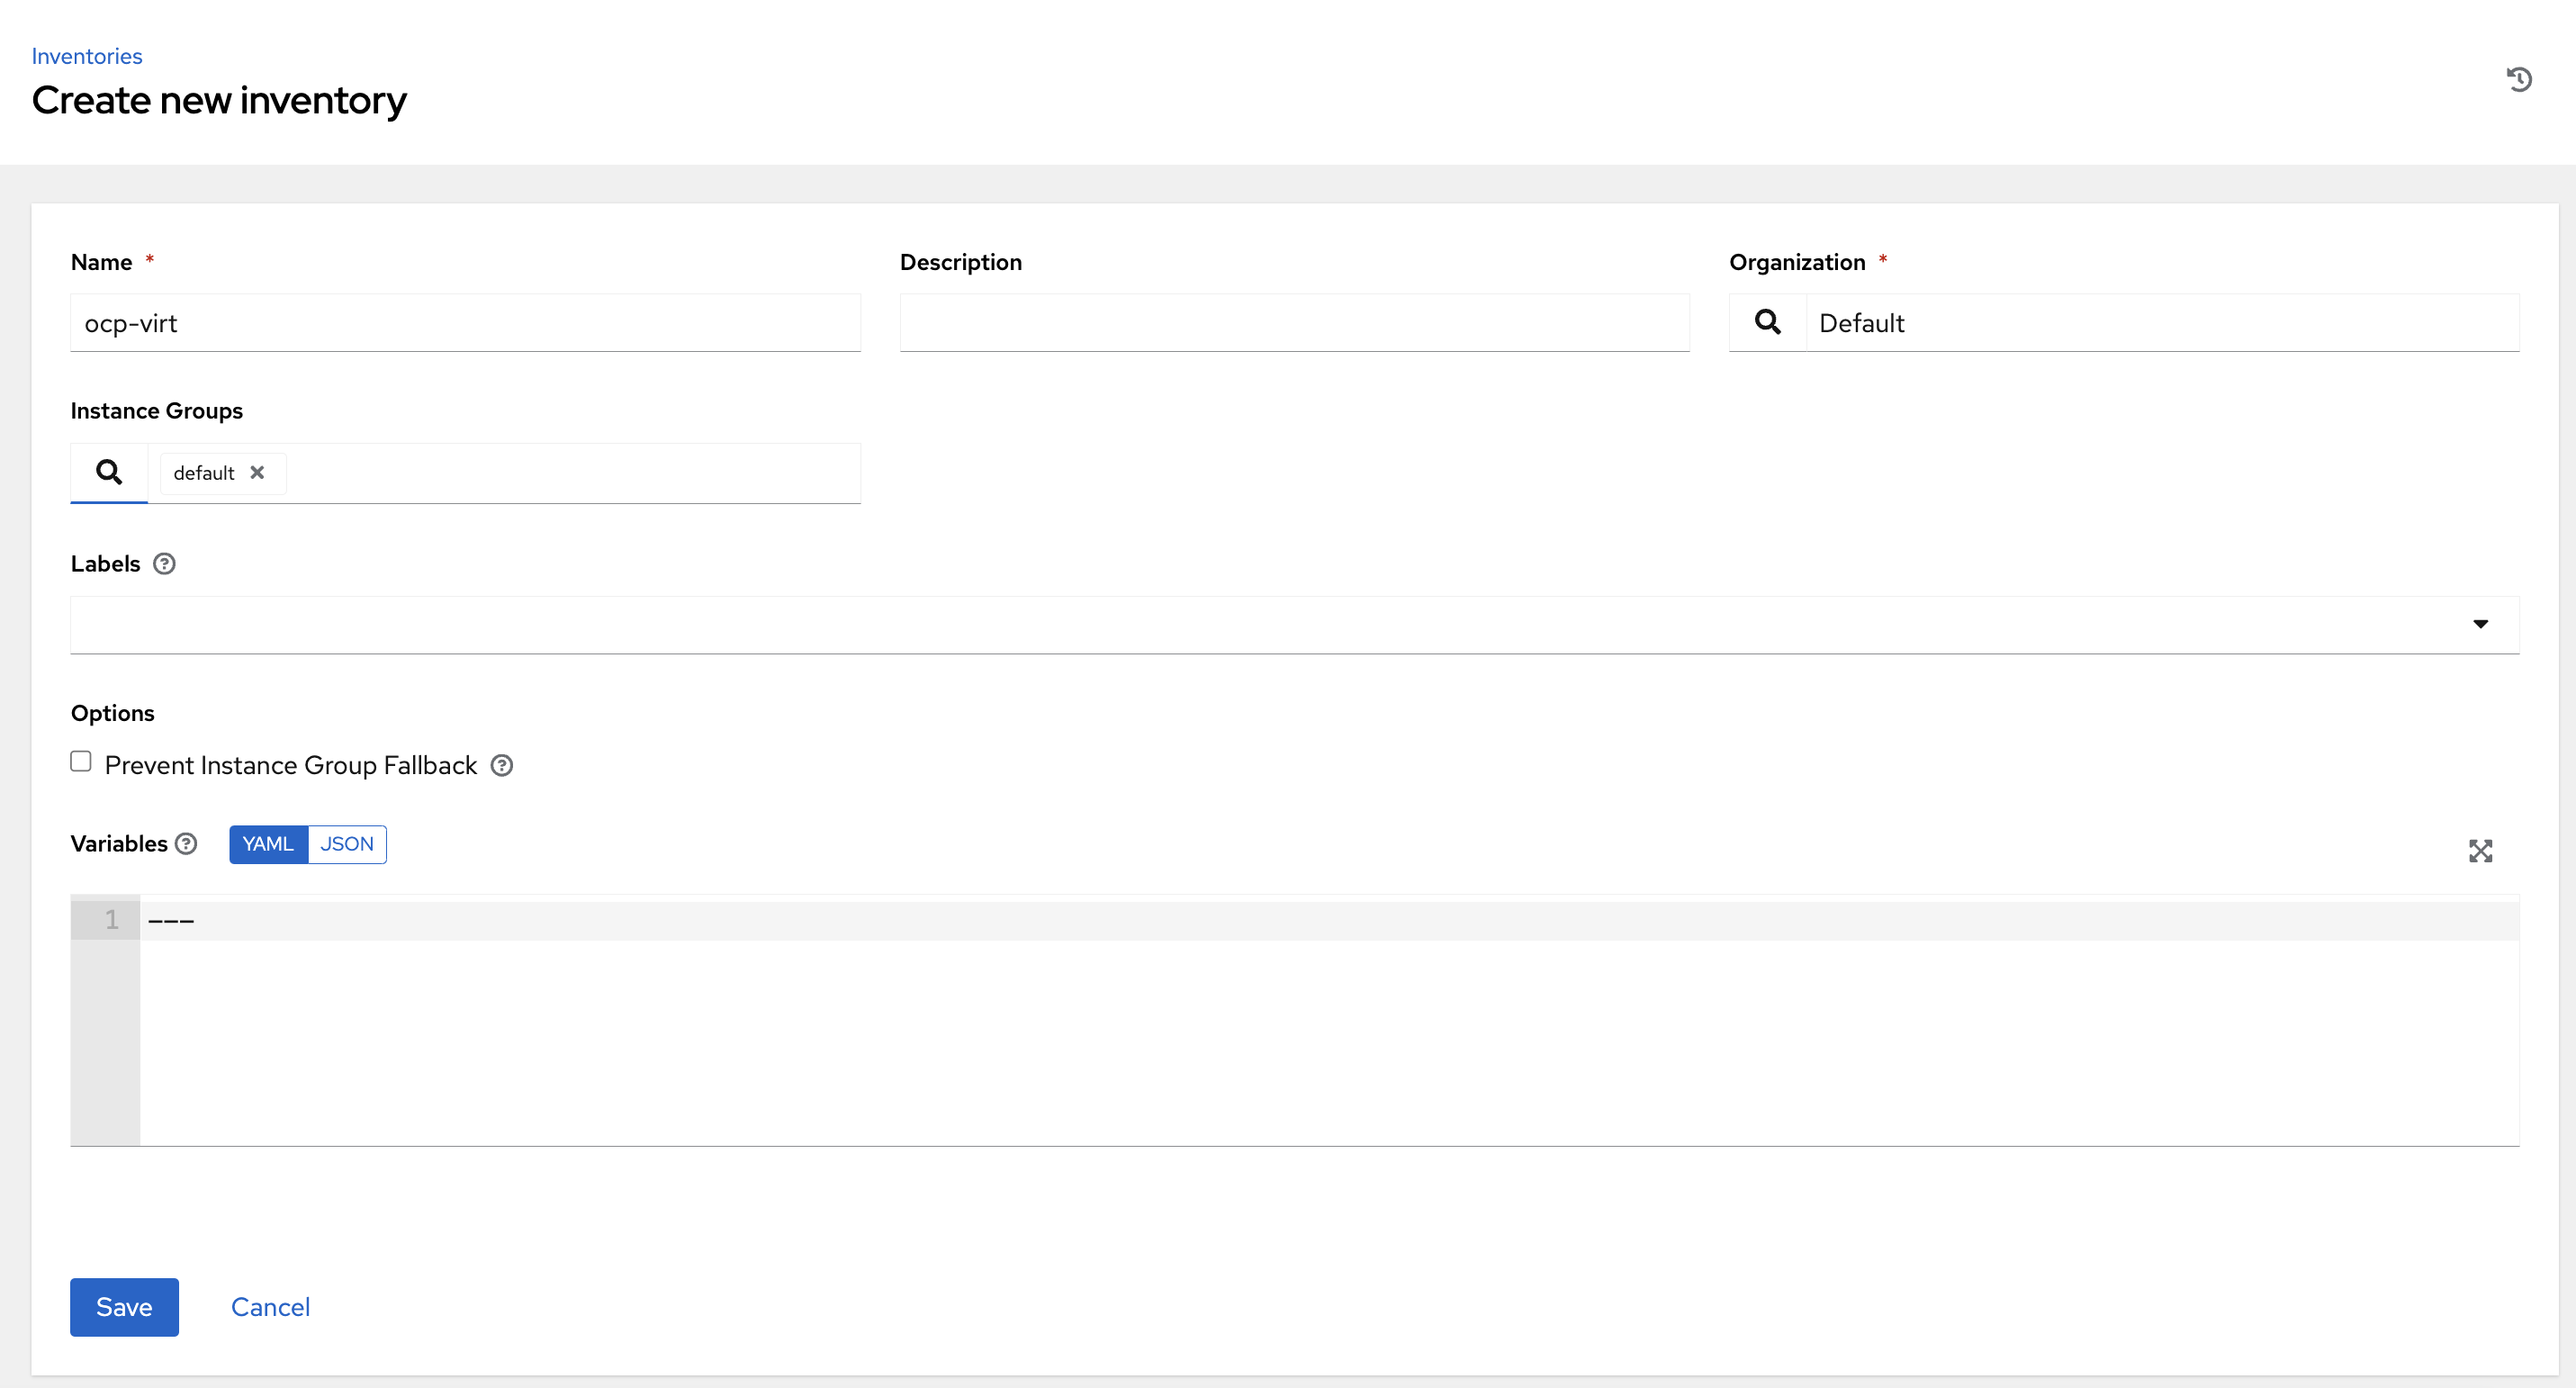 Inventories
Create new inventory
Name *
Description
Organization *
ocp-virt
Default
Instance Groups
default
Labels
Options
Prevent Instance Group Fallback
Variables YAML JSON
1 ---
Save Cancel